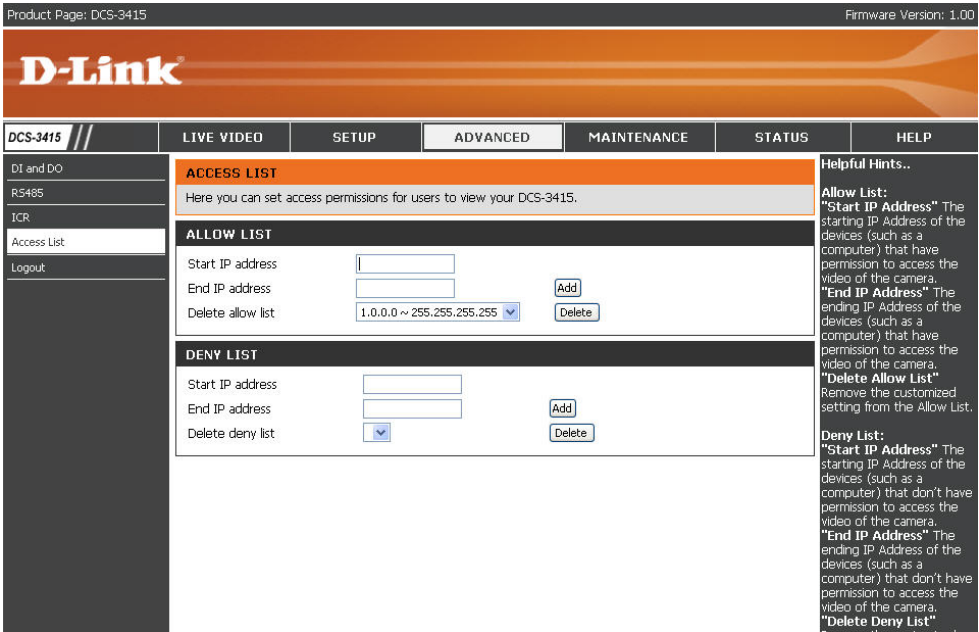 Product Page: DCS-3415
Firmware Version: 1.00
D-Link
DCS-3415
LIVE VIDEO
SETUP
ADVANCED
MAINTENANCE
STATUS
HELP
DI and DO
RS485
ICR
Access List
Logout
ACCESS LIST
Here you can set access permissions for users to view your DCS-3415.
ALLOW LIST
Start IP address
End IP address
Add
Delete allow list
1.0.0.0 ~ 255.255.255.255
Delete
DENY LIST
Start IP address
End IP address
Add
Delete deny list
Delete
Helpful Hints..
Allow List:
"Start IP Address" The
starting IP Address of the
devices (such as a
computer) that have
permission to access the
video of the camera.
"End IP Address" The
ending IP Address of the
devices (such as a
computer) that have
permission to access the
video of the camera.
"Delete Allow List"
Remove the customized
setting from the Allow List.
Deny List:
"Start IP Address" The
starting IP Address of the
devices (such as a
computer) that don't have
permission to access the
video of the camera.
"End IP Address" The
ending IP Address of the
devices (such as a
computer) that don't have
permission to access the
video of the camera.
"Delete Deny List"